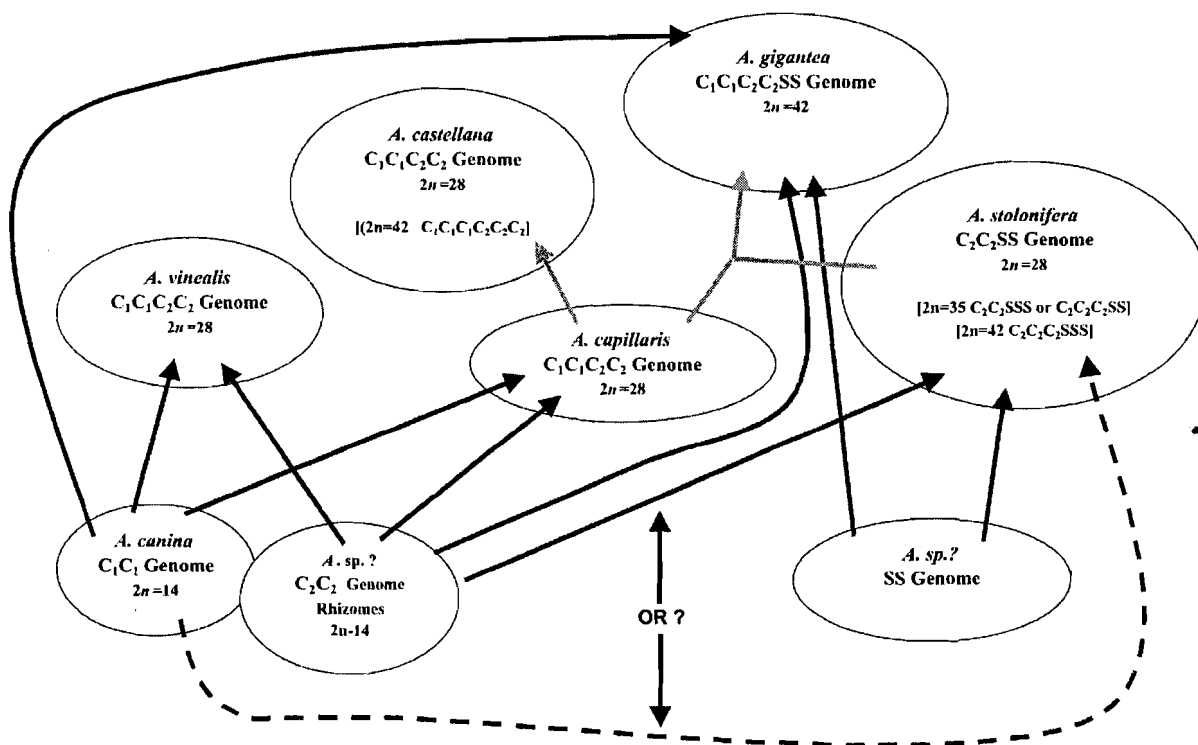 A. gigantea
C₁C₁C₂C₂SS Genome
2n=42
A. castellana
C₁C₁C₂C₂ Genome
2n=28
[(2n=42 C₁C₁C₁C₂C₂C₂]
A. stolonifera
C₂C₂SS Genome
2n=28
[2n=35 C₂C₂SSS or C₂C₂C₂SS]
[2n=42 C₂C₂C₂SSS]
A. vinealis
C₁C₁C₂C₂ Genome
2n=28
A. capillaris
C₁C₁C₂C₂ Genome
2n=28
A. canina
C₁C₁ Genome
2n=14
A. sp. ?
C₂C₂ Genome
Rhizomes
2n-14
A. sp.?
SS Genome
OR ?